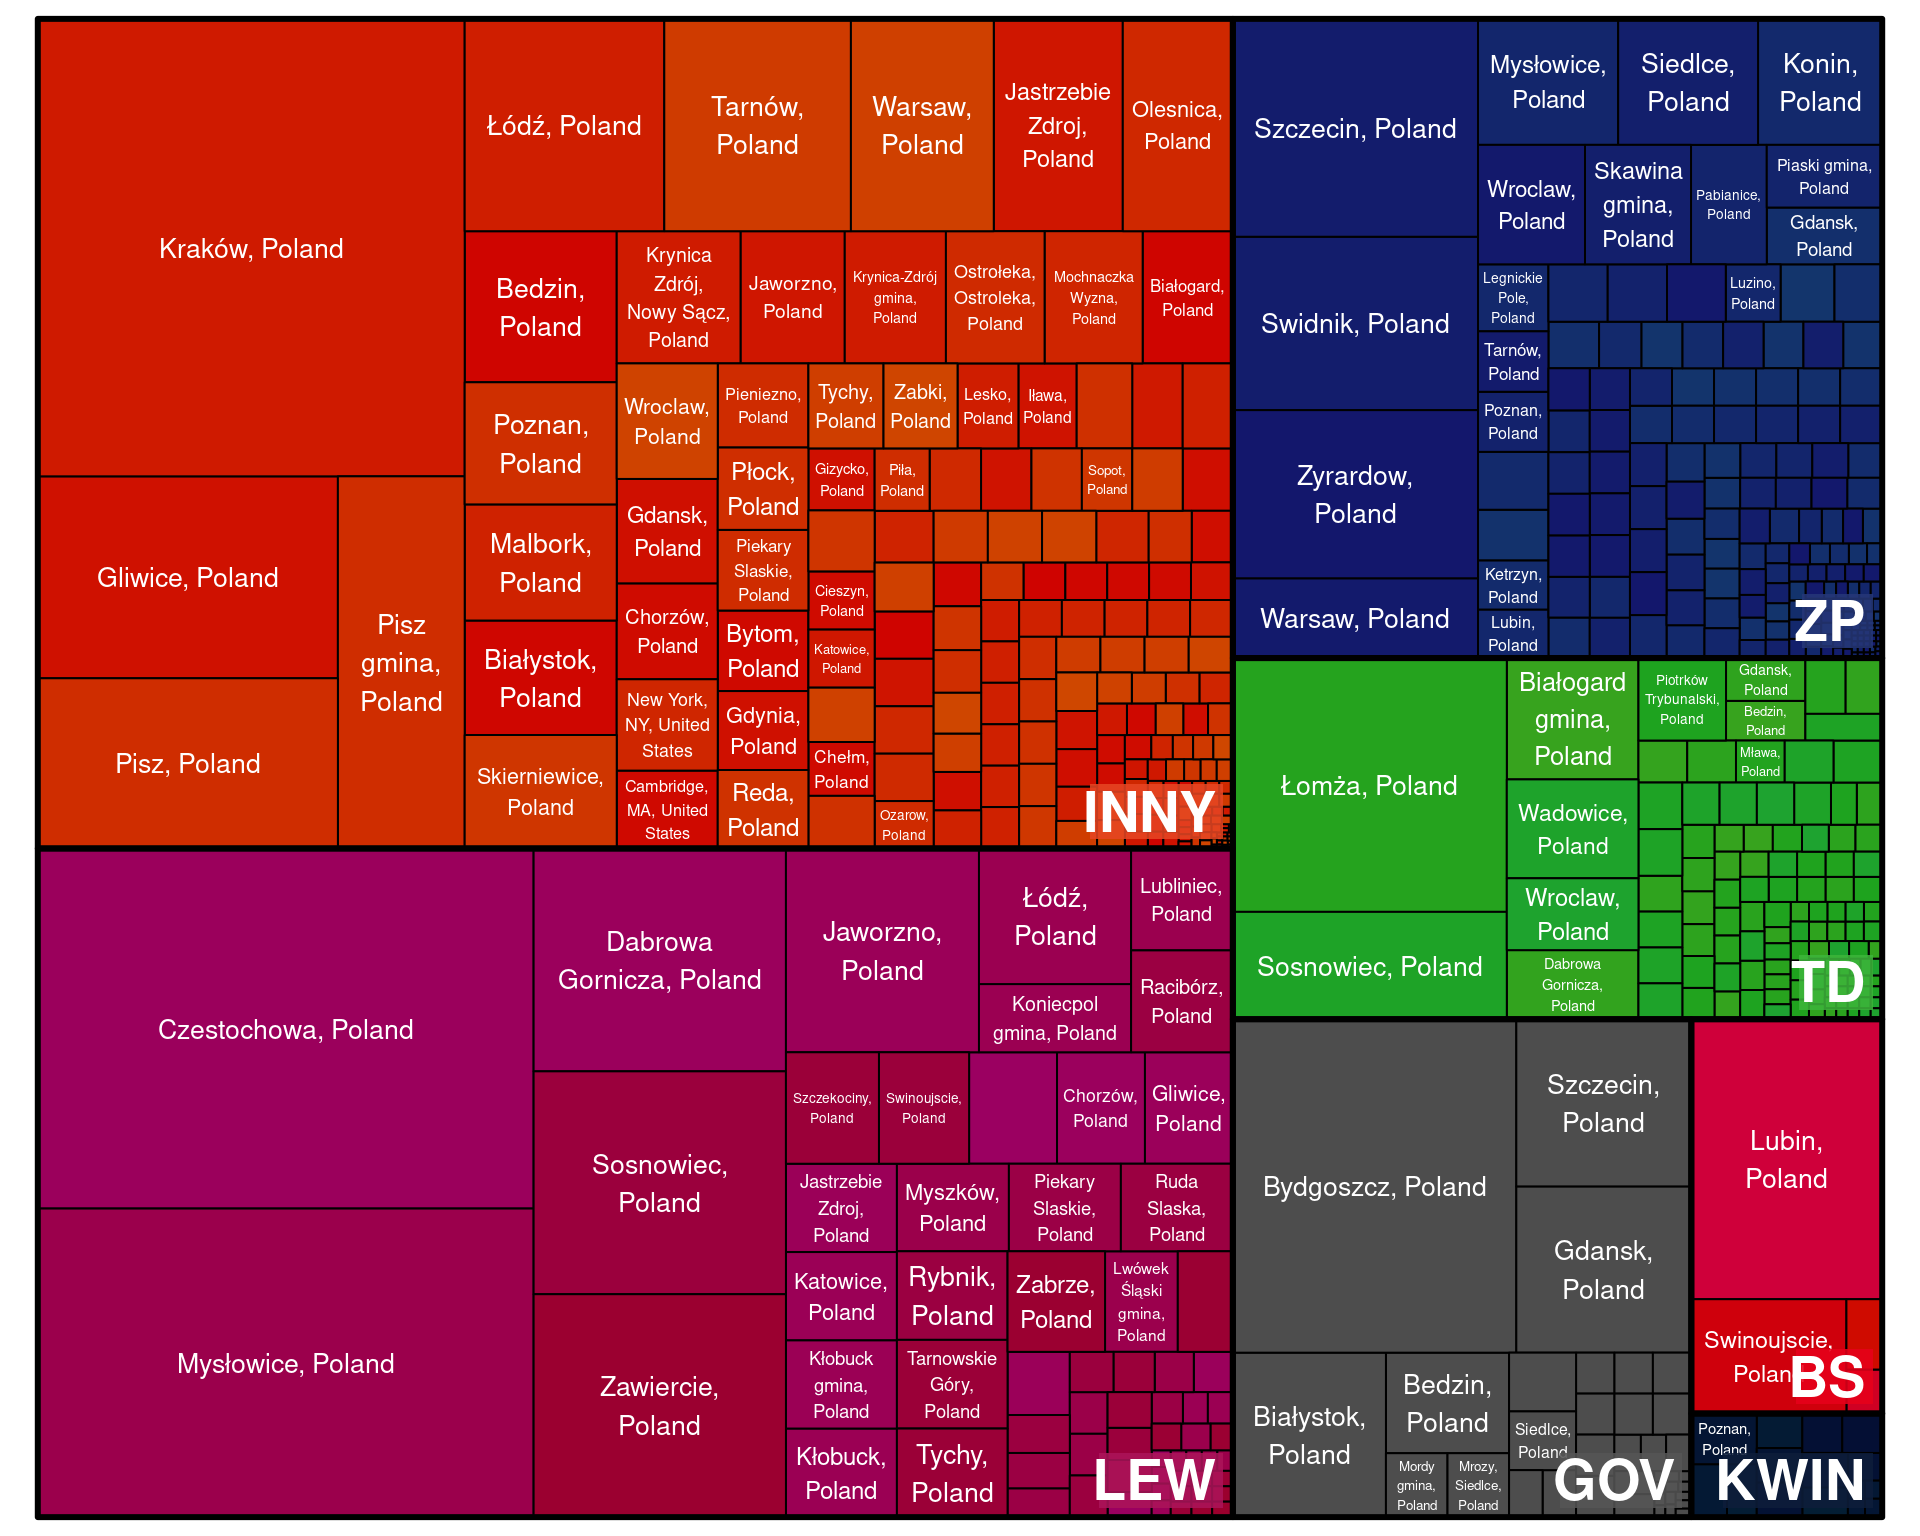 Kraków, Poland
Gliwice, Poland
Pisz, Poland
Pisz
gmina,
Poland
Łódź, Poland
Tarnów,
Poland
Warsaw,
Poland
Jastrzebie
Zdroj,
Poland
Olesnica,
Poland
Bedzin,
Poland
Poznan,
Poland
Malbork,
Poland
Białystok,
Poland
Skierniewice,
Poland
Krynica
Zdrój,
Nowy Sącz,
Poland
Jaworzno,
Poland
Krynica-Zdrój
gmina,
Poland
Ostrołeka,
Ostroleka,
Poland
Mochnaczka
Wyzna,
Poland
Białogard,
Poland
Wroclaw,
Poland
Gdansk,
Poland
Chorzów,
Poland
New York,
NY, United
States
Cambridge,
MA, United
States
Pieniezno,
Poland
Płock,
Poland
Piekary
Slaskie,
Poland
Bytom,
Poland
Gdynia,
Poland
Reda,
Poland
Tychy,
Poland
Zabki,
Poland
Lesko,
Poland
Iława,
Poland
Gizycko,
Poland
Piła,
Poland
Sopot,
Poland
Cieszyn,
Poland
Katowice,
Poland
Chełm,
Poland
Ozarow,
Poland
INNY
Czestochowa, Poland
Mysłowice, Poland
Dabrowa
Gornicza, Poland
Sosnowiec,
Poland
Zawiercie,
Poland
Jaworzno,
Poland
Łódź,
Poland
Koniecpol
gmina, Poland
Lubliniec,
Poland
Racibórz,
Poland
Szczekociny,
Poland
Swinoujscie,
Poland
Chorzów,
Poland
Gliwice,
Poland
Jastrzebie
Zdroj,
Poland
Myszków,
Poland
Piekary
Slaskie,
Poland
Ruda
Slaska,
Poland
Katowice,
Poland
Rybnik,
Poland
Zabrze,
Poland
Lwówek
Śląski
gmina,
Poland
Kłobuck
gmina,
Poland
Tarnowskie
Góry,
Poland
Kłobuck,
Poland
Tychy,
Poland
LEW
Szczecin, Poland
Swidnik, Poland
Zyrardow,
Poland
Warsaw, Poland
Mysłowice,
Poland
Siedlce,
Poland
Konin,
Poland
Wroclaw,
Poland
Skawina
gmina,
Poland
Pabianice,
Poland
Piaski gmina,
Poland
Gdansk,
Poland
Legnickie
Pole,
Poland
Luzino,
Poland
Tarnów,
Poland
Poznan,
Poland
Ketrzyn,
Poland
Lubin,
Poland
ZP
Łomża, Poland
Sosnowiec, Poland
Białogard
gmina,
Poland
Wadowice,
Poland
Wroclaw,
Poland
Dabrowa
Gornicza,
Poland
Piotrków
Trybunalski,
Poland
Gdansk,
Poland
Bedzin,
Poland
Mława,
Poland
TD
Bydgoszcz, Poland
Szczecin,
Poland
Gdansk,
Poland
Białystok,
Poland
Bedzin,
Poland
Mordy
gmina,
Poland
Mrozy,
Siedlce,
Poland
Siedlce,
Poland
GOV
Lubin,
Poland
Swinoujscie,
Poland
BS
Poznan,
Poland
KWIN